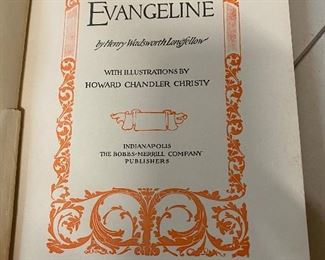 EVANGELINE
by Henry Wadsworth Longfellow
WITH ILLUSTRATIONS BY
HOWARD CHANDLER CHRISTY
INDIANAPOLIS
THE BOBBS-MERRILL COMPANY
PUBLISHERS